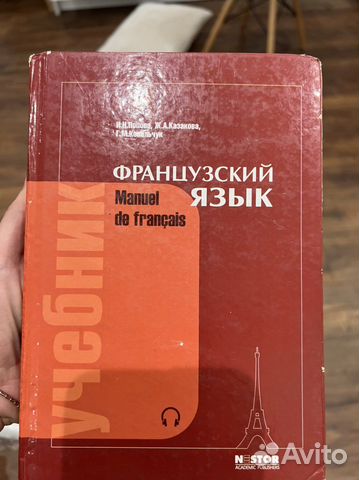 И.Н.Попова, Ж.А.Казакова,
Г.М.Ковальчук
ФРАНЦУЗСКИЙ
ЯЗЫК
Manuel
de français
учебник
NESTOR
ACADEMIC PUBLISHERS
Avito